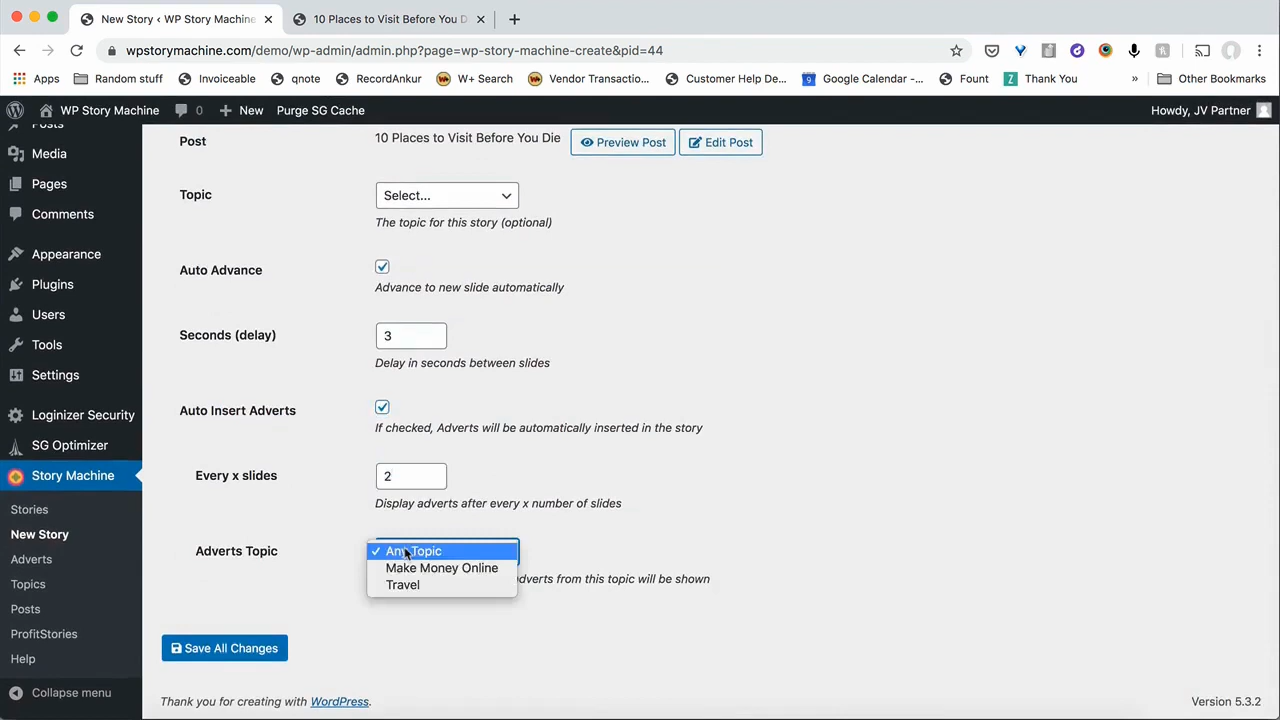 New Story ‹ WP Story Machine
10 Places to Visit Before You D
wpstorymachine.com/demo/wp-admin/admin.php?page=wp-story-machine-create&pid=44
Apps
Random stuff
Invoiceable
qnote
RecordAnkur
W+ Search
Vendor Transactio...
Customer Help De...
Google Calendar -...
Fount
Thank You
»
Other Bookmarks
WP Story Machine
0
New
Purge SG Cache
Howdy, JV Partner
Posts
Media
Pages
Comments
Appearance
Plugins
Users
Tools
Settings
Loginizer Security
SG Optimizer
Story Machine
Stories
New Story
Adverts
Topics
Posts
ProfitStories
Help
Collapse menu
Post
10 Places to Visit Before You Die
Preview Post
Edit Post
Topic
Select...
The topic for this story (optional)
Auto Advance
Advance to new slide automatically
Seconds (delay)
3
Delay in seconds between slides
Auto Insert Adverts
If checked, Adverts will be automatically inserted in the story
Every x slides
2
Display adverts after every x number of slides
Adverts Topic
Any Topic
Make Money Online
Travel
adverts from this topic will be shown
Save All Changes
Thank you for creating with WordPress.
Version 5.3.2